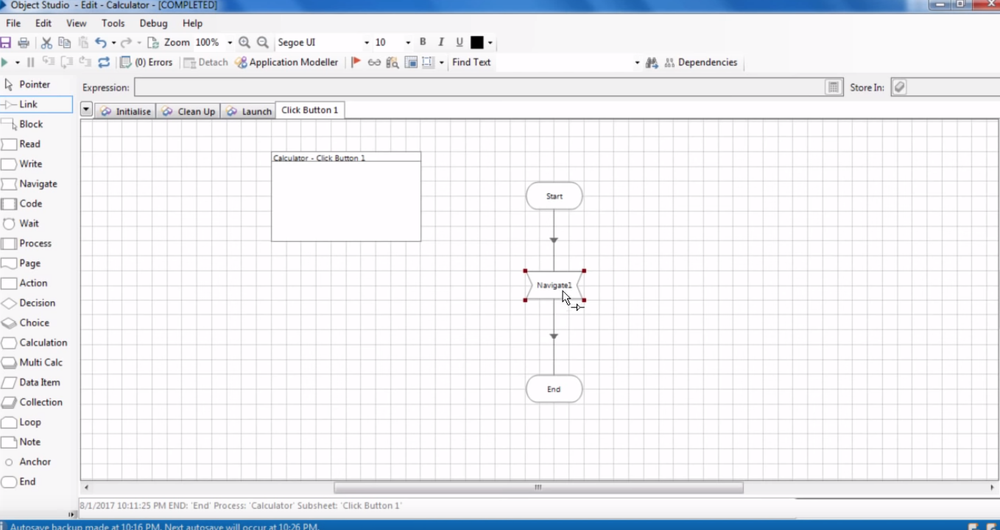 Object Studio - Edit - Calculator - [COMPLETED]
File Edit View Tools Debug Help
Zoom 100% Segoe UI 10 B I U
(0) Errors Detach Application Modeller Find Text Dependencies
Pointer
Expression: Store In:
Link
Initialise Clean Up Launch Click Button 1
Block
Read
Write
Navigate
Code
Wait
Process
Page
Action
Decision
Choice
Calculation
Multi Calc
Data Item
Collection
Loop
Note
Anchor
End
Calculator - Click Button 1
Start
Navigate1
End
8/1/2017 10:11:25 PM END: 'End' Process: 'Calculator' Subsheet: 'Click Button 1'
Autosave backup made at 10:16 PM. Next autosave will occur at 10:26 PM.